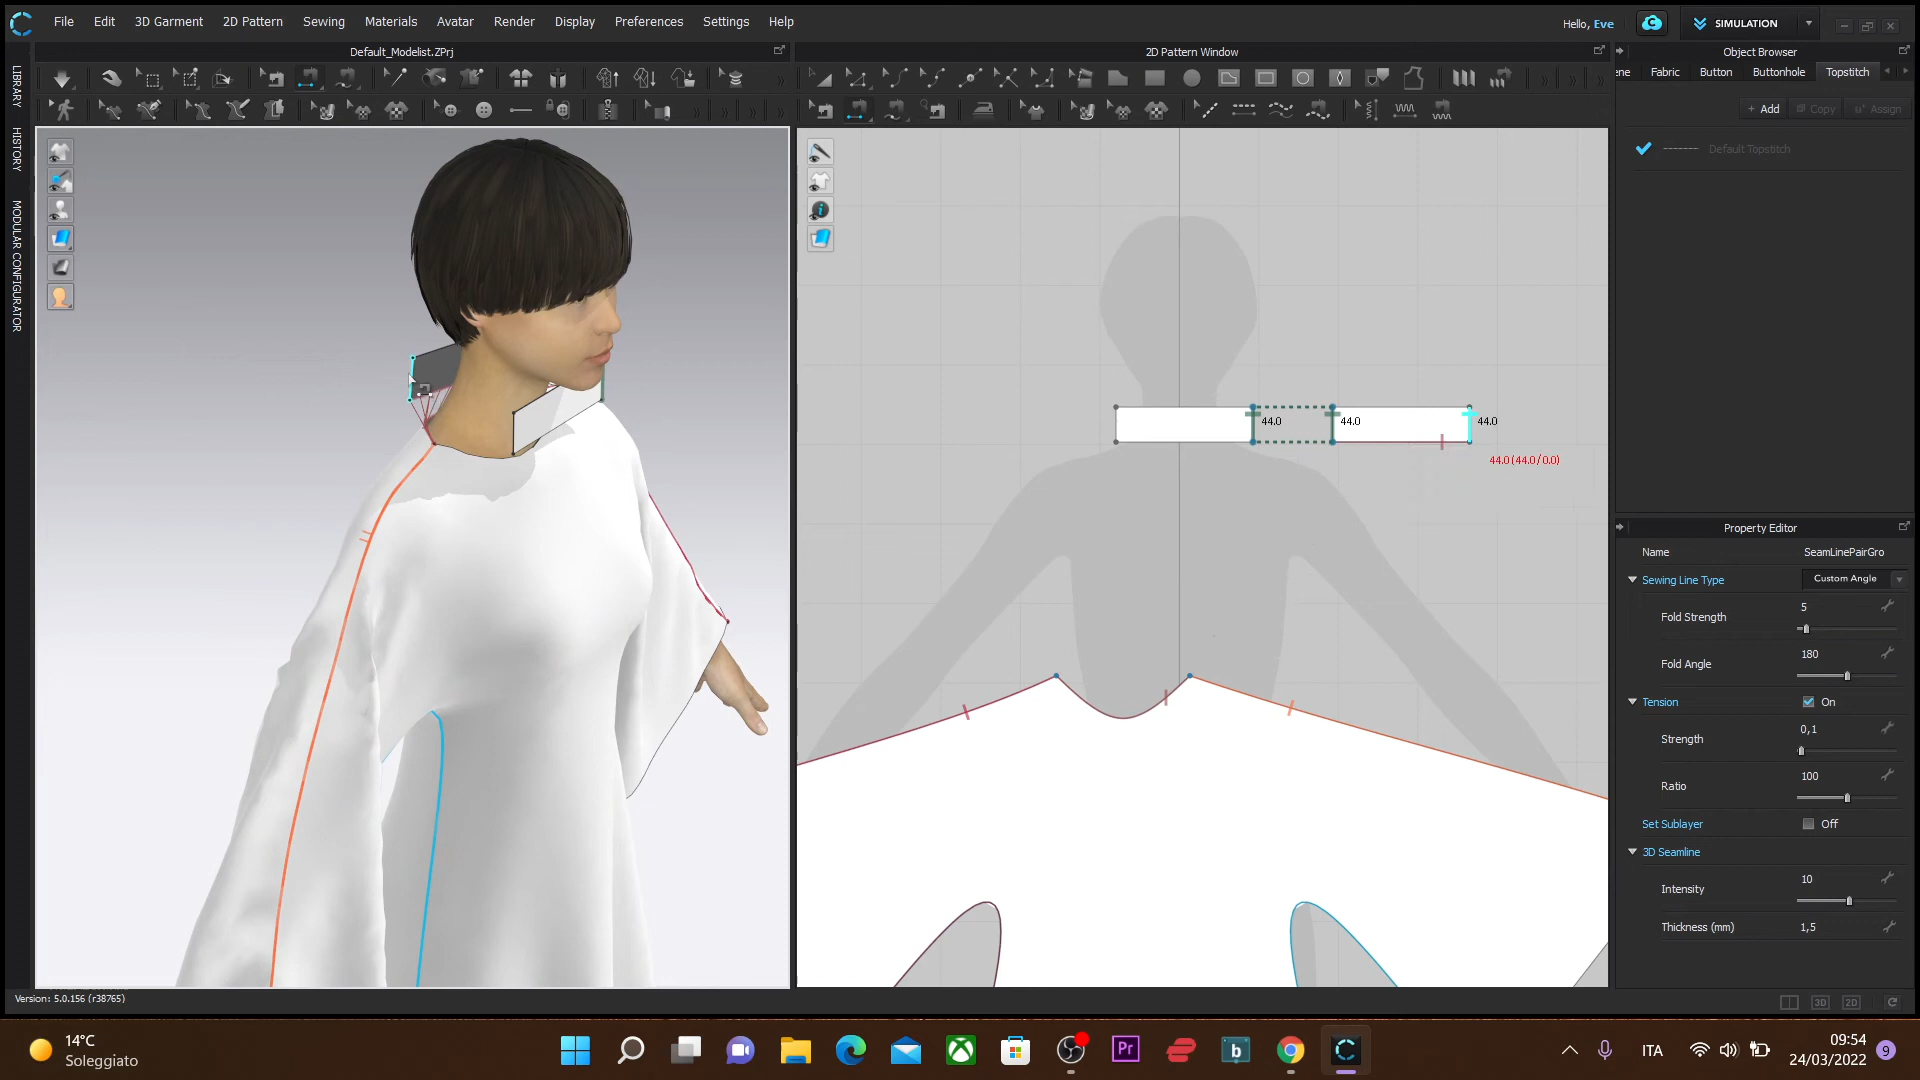 File Edit 3D Garment 2D Pattern Sewing Materials Avatar Render Display Preferences Settings Help
Hello, Eve
SIMULATION
Default_Modelist.ZPrj
2D Pattern Window
Object Browser
ene Fabric Button Buttonhole Topstitch
+ Add Copy Assign
Default Topstitch
LIBRARY
HISTORY
MODULAR CONFIGURATOR
44.0
44.0
44.0
44.0 (44.0 / 0.0)
Property Editor
Name SeamLinePairGro
Sewing Line Type Custom Angle
Fold Strength 5
Fold Angle 180
Tension On
Strength 0,1
Ratio 100
Set Sublayer Off
3D Seamline
Intensity 10
Thickness (mm) 1,5
Version: 5.0.156 (r38765)
3D 2D
14°C
Soleggiato
Pr
b
ITA
09:54
24/03/2022
9